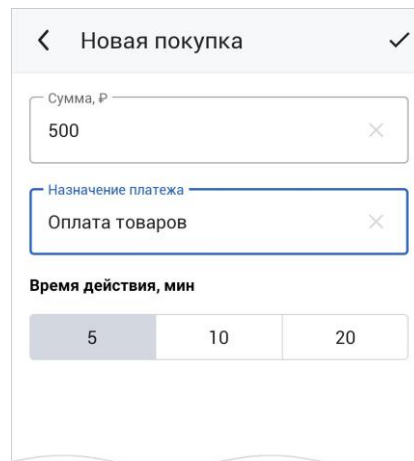 Новая покупка
Сумма, ₽
500
Назначение платежа
Оплата товаров
Время действия, мин
5 10 20